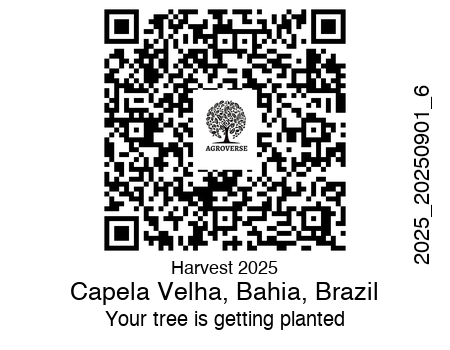 AGROVERSE
Harvest 2025
Capela Velha, Bahia, Brazil
Your tree is getting planted
2025_20250901_6